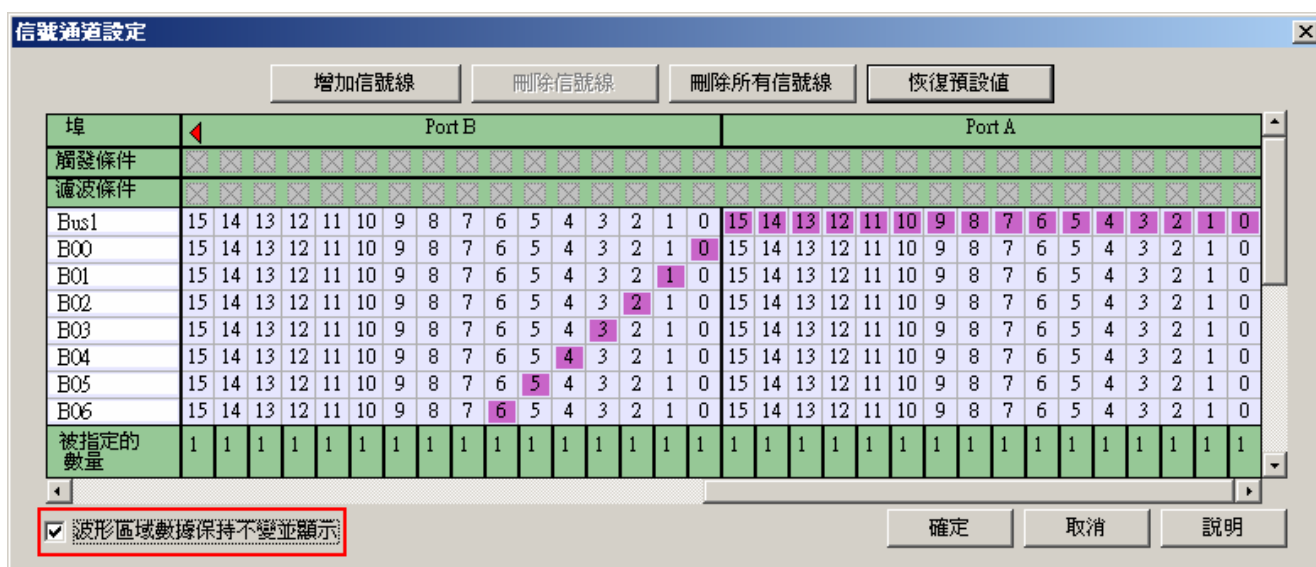 信號通道設定
增加信號線 刪除信號線 刪除所有信號線 恢復預設值
埠 Port B Port A
觸發條件
濾波條件
Bus1 15 14 13 12 11 10 9 8 7 6 5 4 3 2 1 0 15 14 13 12 11 10 9 8 7 6 5 4 3 2 1 0
B00 15 14 13 12 11 10 9 8 7 6 5 4 3 2 1 0 15 14 13 12 11 10 9 8 7 6 5 4 3 2 1 0
B01 15 14 13 12 11 10 9 8 7 6 5 4 3 2 1 0 15 14 13 12 11 10 9 8 7 6 5 4 3 2 1 0
B02 15 14 13 12 11 10 9 8 7 6 5 4 3 2 1 0 15 14 13 12 11 10 9 8 7 6 5 4 3 2 1 0
B03 15 14 13 12 11 10 9 8 7 6 5 4 3 2 1 0 15 14 13 12 11 10 9 8 7 6 5 4 3 2 1 0
B04 15 14 13 12 11 10 9 8 7 6 5 4 3 2 1 0 15 14 13 12 11 10 9 8 7 6 5 4 3 2 1 0
B05 15 14 13 12 11 10 9 8 7 6 5 4 3 2 1 0 15 14 13 12 11 10 9 8 7 6 5 4 3 2 1 0
B06 15 14 13 12 11 10 9 8 7 6 5 4 3 2 1 0 15 14 13 12 11 10 9 8 7 6 5 4 3 2 1 0
被指定的
數量 1 1 1 1 1 1 1 1 1 1 1 1 1 1 1 1 1 1 1 1 1 1 1 1 1 1 1 1 1 1 1 1
波形區域數據保持不變並顯示 確定 取消 說明